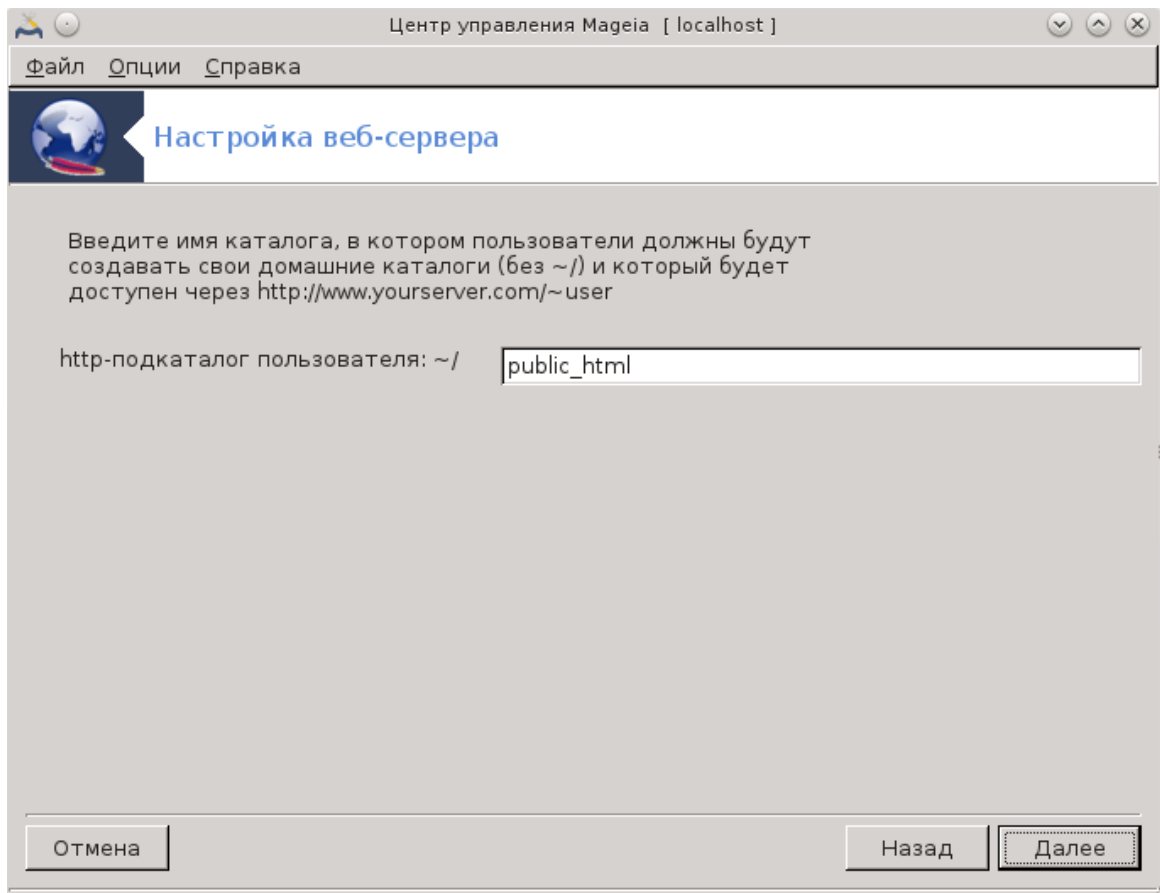 Центр управления Mageia [ localhost ]
Файл Опции Справка
Настройка веб-сервера
Введите имя каталога, в котором пользователи должны будут
создавать свои домашние каталоги (без ~/) и который будет
доступен через http://www.yourserver.com/~user
http-подкаталог пользователя: ~/ public_html
Отмена Назад Далее